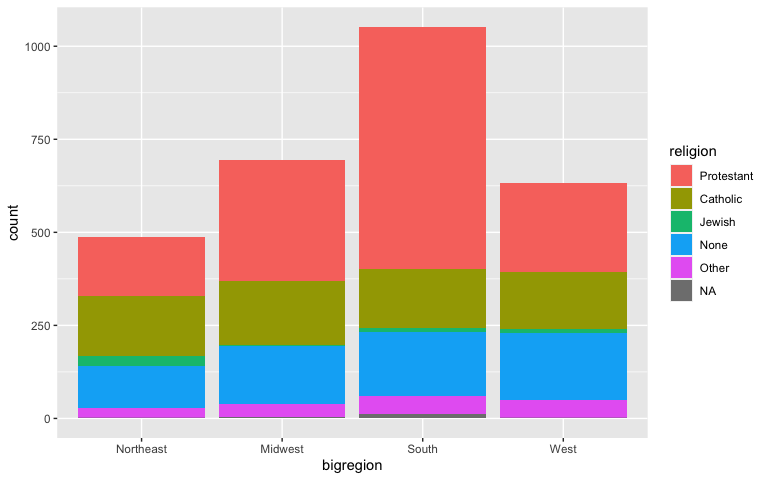 1000
750
500
250
0
count
Northeast
Midwest
South
West
bigregion
religion
Protestant
Catholic
Jewish
None
Other
NA